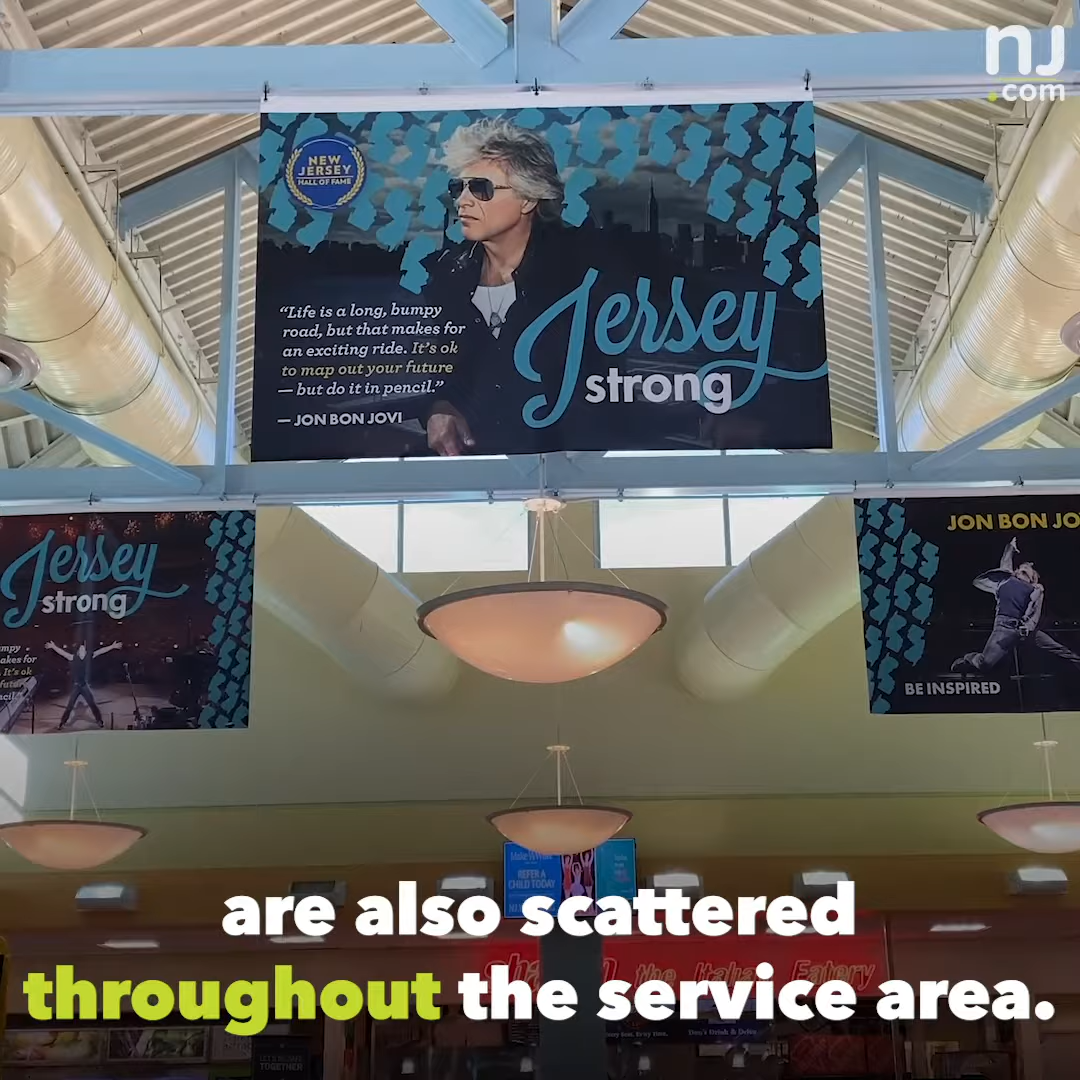 nj
.com
NEW
JERSEY
HALL OF FAME
“Life is a long, bumpy
road, but that makes for
an exciting ride. It’s ok
to map out your future
— but do it in pencil.”
— JON BON JOVI
Jersey
strong
Jersey
strong
akes for
It’s ok
JON BON JO
BE INSPIRED
REFER A
CHILD TODAY
the Italian Eatery
are also scattered
throughout the service area.
TOGETHER